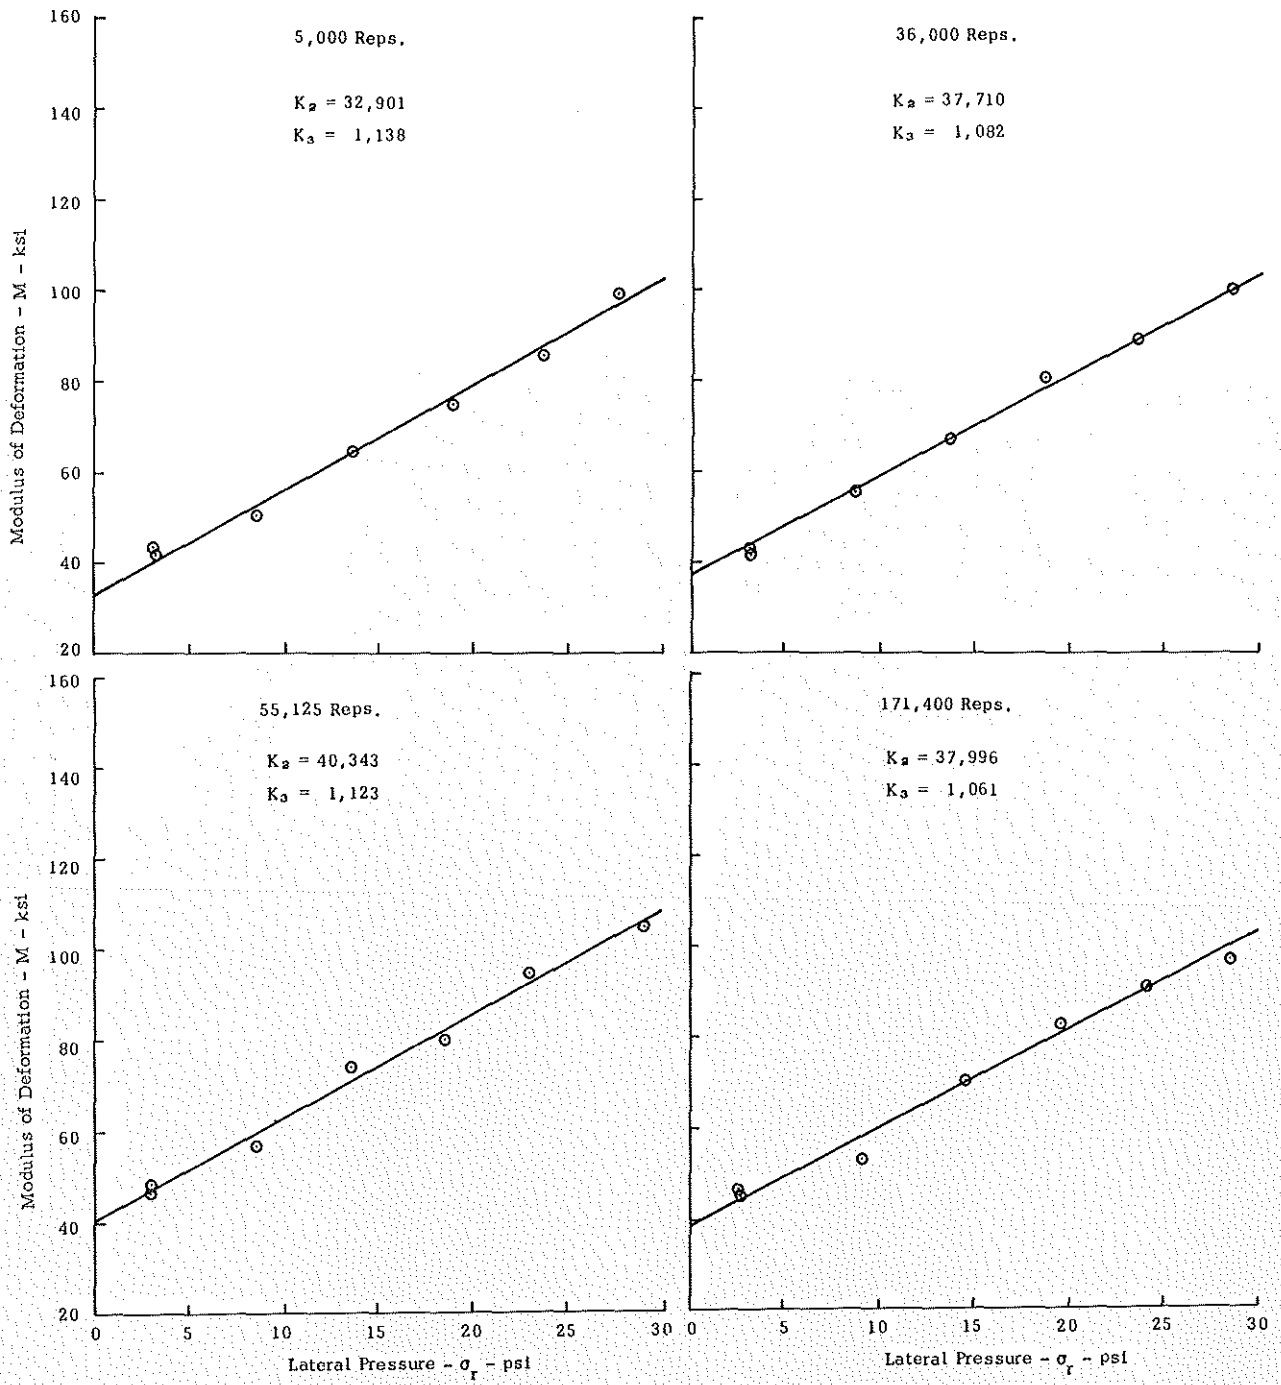 5,000 Reps.
K₂ = 32,901
K₃ = 1,138
36,000 Reps.
K₂ = 37,710
K₃ = 1,082
Modulus of Deformation - M - ksi
160
140
120
100
80
60
40
20
55,125 Reps.
K₂ = 40,343
K₃ = 1,123
171,400 Reps.
K₂ = 37,996
K₃ = 1,061
Modulus of Deformation - M - ksi
160
140
120
100
80
60
40
20
0 5 10 15 20 25 30
0 5 10 15 20 25 30
Lateral Pressure - σᵣ - psi
Lateral Pressure - σᵣ - psi